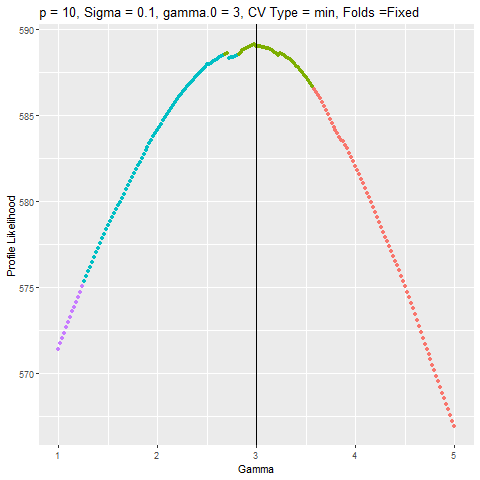 p = 10, Sigma = 0.1, gamma.0 = 3, CV Type = min, Folds =Fixed
Profile Likelihood
590
585
580
575
570
1 2 3 4 5
Gamma